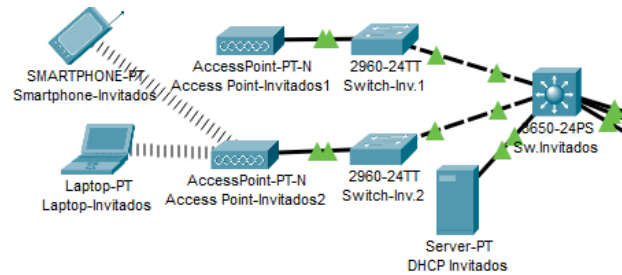 SMARTPHONE-PT
Smartphone-Invitados
AccessPoint-PT-N
Access Point-Invitados1
2960-24TT
Switch-Inv.1
3650-24PS
Sw.Invitados
Laptop-PT
Laptop-Invitados
AccessPoint-PT-N
Access Point-Invitados2
2960-24TT
Switch-Inv.2
Server-PT
DHCP Invitados